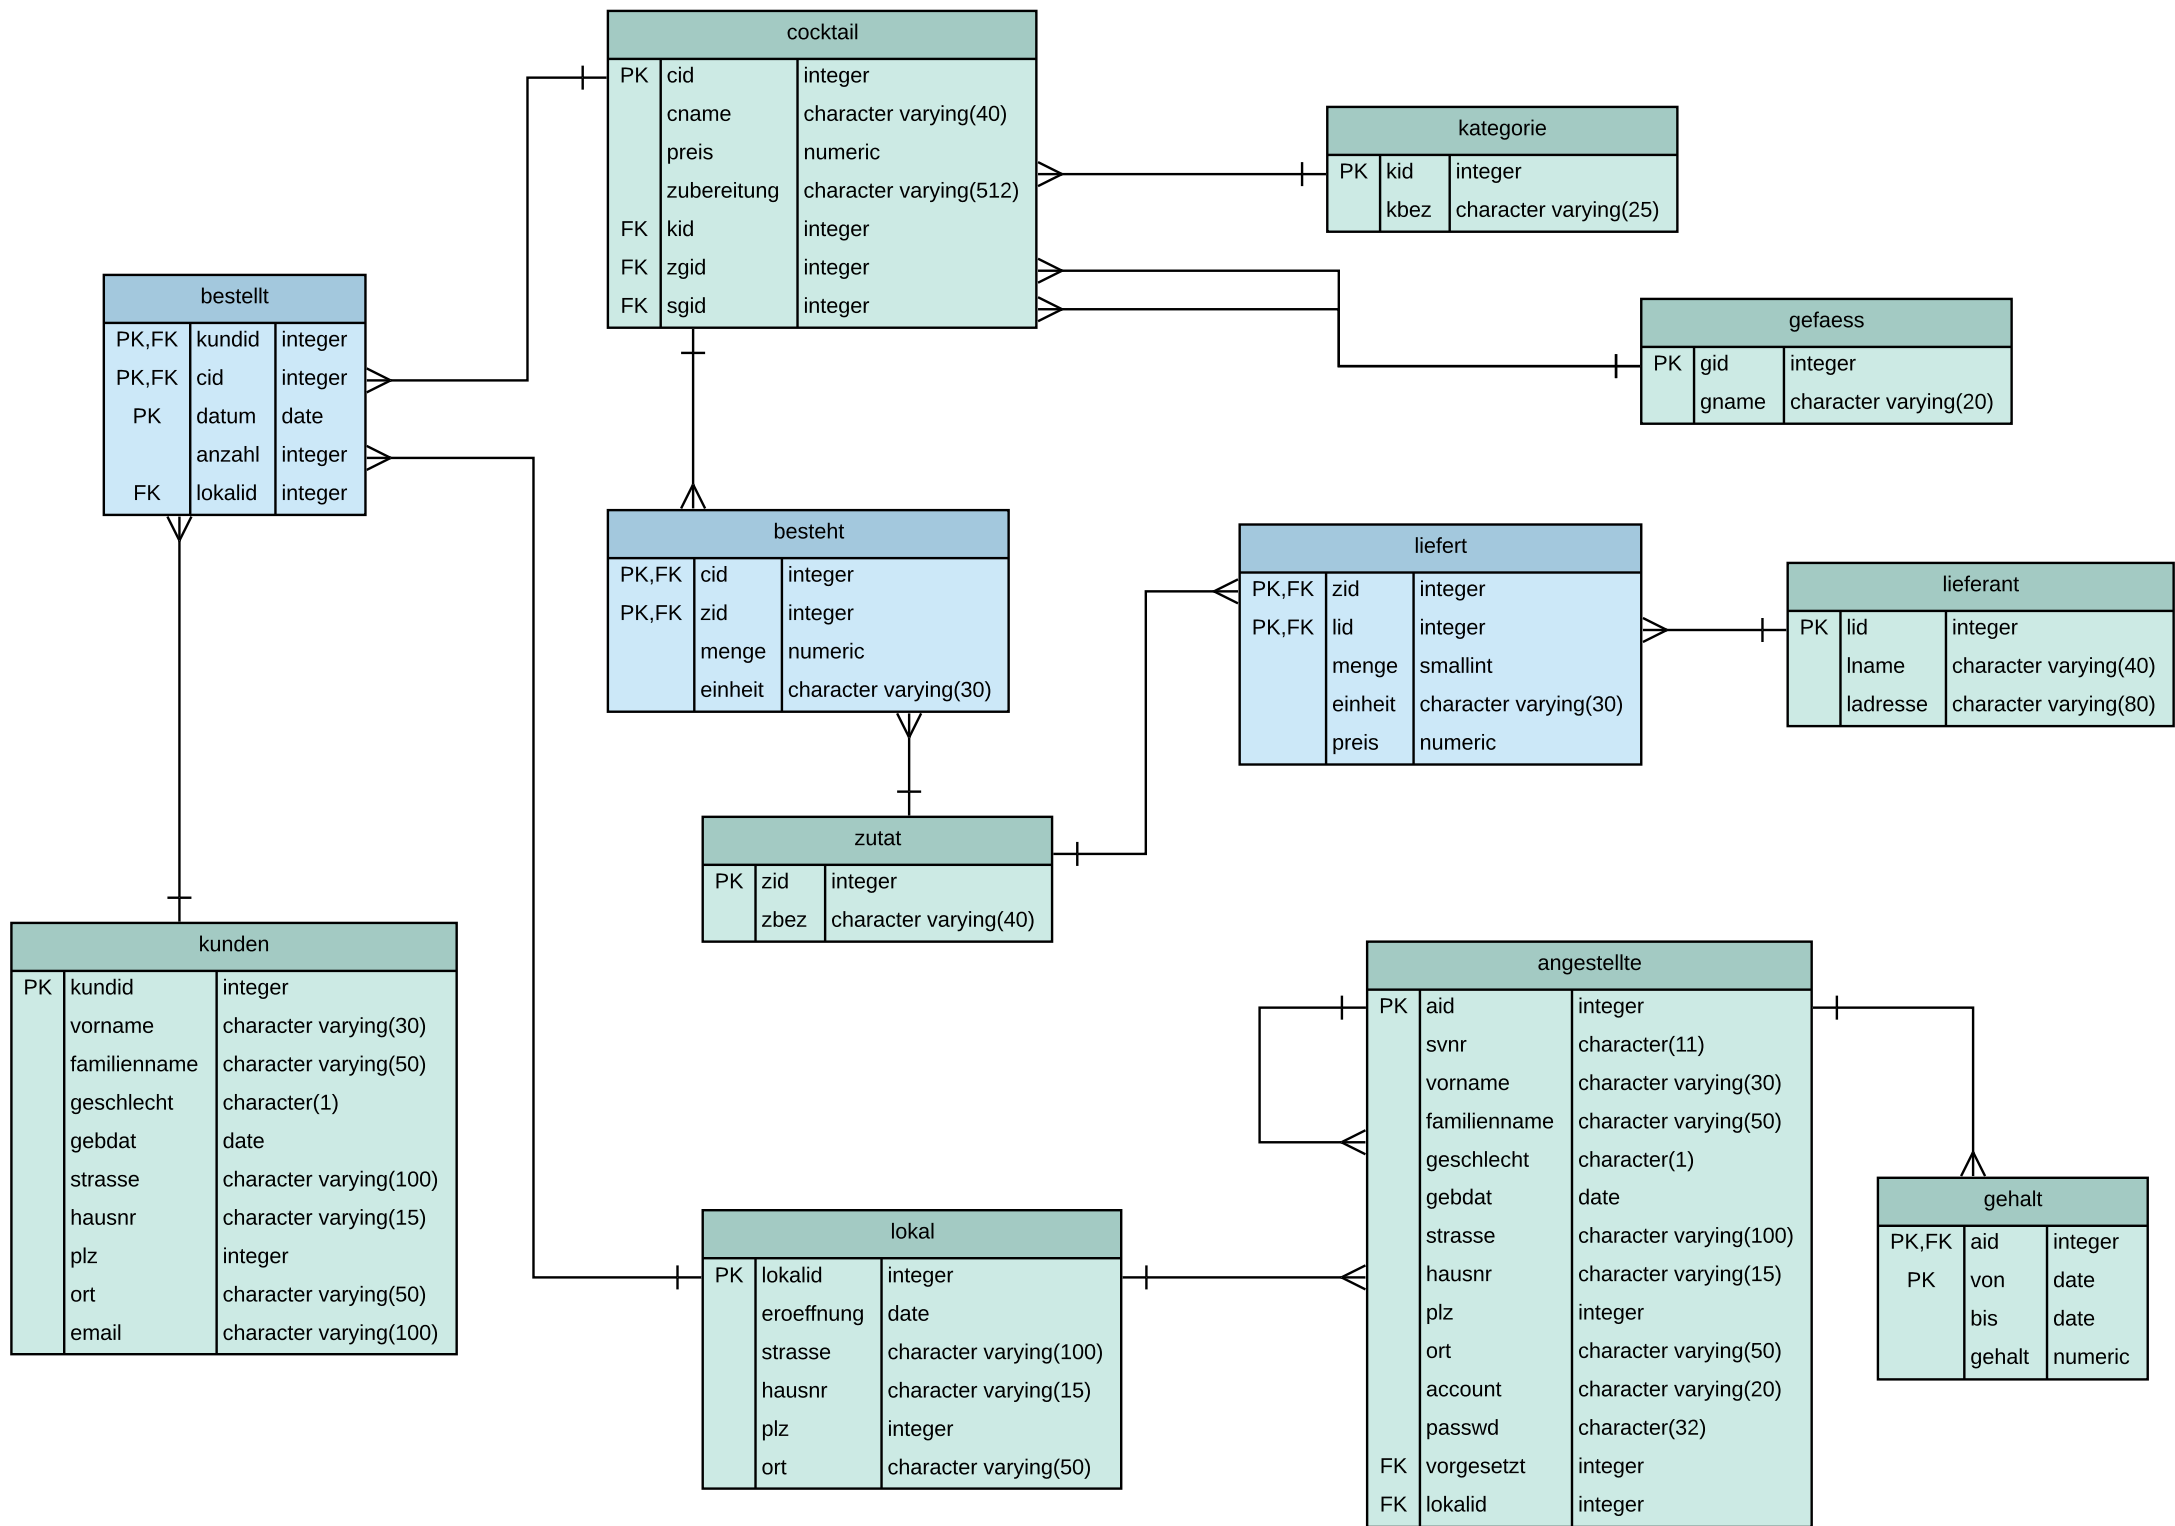 cocktail
PK cid integer
cname character varying(40)
preis numeric
zubereitung character varying(512)
FK kid integer
FK zgid integer
FK sgid integer
kategorie
PK kid integer
kbez character varying(25)
bestellt
PK,FK kundid integer
PK,FK cid integer
PK datum date
anzahl integer
FK lokalid integer
gefaess
PK gid integer
gname character varying(20)
besteht
PK,FK cid integer
PK,FK zid integer
menge numeric
einheit character varying(30)
liefert
PK,FK zid integer
PK,FK lid integer
menge smallint
einheit character varying(30)
preis numeric
lieferant
PK lid integer
lname character varying(40)
ladresse character varying(80)
zutat
PK zid integer
zbez character varying(40)
kunden
PK kundid integer
vorname character varying(30)
familienname character varying(50)
geschlecht character(1)
gebdat date
strasse character varying(100)
hausnr character varying(15)
plz integer
ort character varying(50)
email character varying(100)
lokal
PK lokalid integer
eroeffnung date
strasse character varying(100)
hausnr character varying(15)
plz integer
ort character varying(50)
angestellte
PK aid integer
svnr character(11)
vorname character varying(30)
familienname character varying(50)
geschlecht character(1)
gebdat date
strasse character varying(100)
hausnr character varying(15)
plz integer
ort character varying(50)
account character varying(20)
passwd character(32)
FK vorgesetzt integer
FK lokalid integer
gehalt
PK,FK aid integer
PK von date
bis date
gehalt numeric